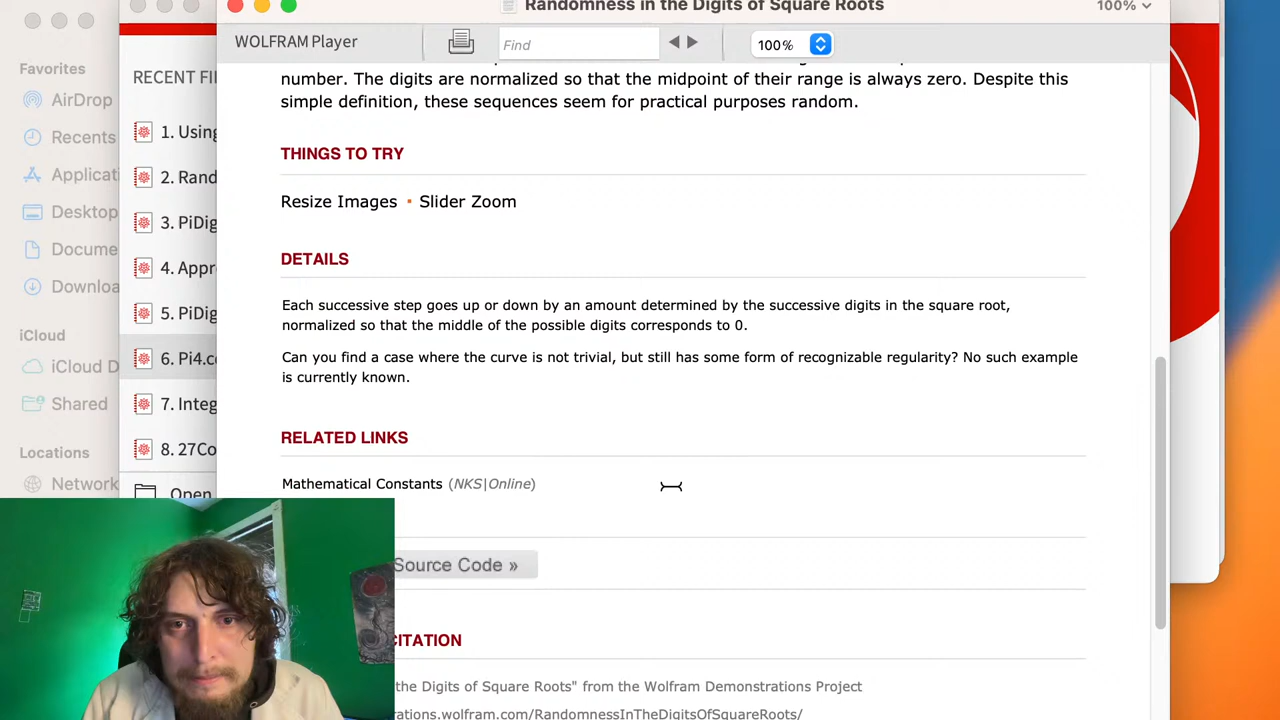 Randomness in the Digits of Square Roots
100%
WOLFRAM Player
Find
100%
Favorites
AirDrop
Recents
Applicati
Desktop
Docume
Downloa
iCloud
iCloud D
Shared
Locations
Network
RECENT FI
1. Using
2. Rand
3. PiDig
4. Appr
5. PiDig
6. Pi4.c
7. Integ
8. 27Co
Open
number. The digits are normalized so that the midpoint of their range is always zero. Despite this
simple definition, these sequences seem for practical purposes random.
THINGS TO TRY
Resize Images ▪ Slider Zoom
DETAILS
Each successive step goes up or down by an amount determined by the successive digits in the square root,
normalized so that the middle of the possible digits corresponds to 0.
Can you find a case where the curve is not trivial, but still has some form of recognizable regularity? No such example
is currently known.
RELATED LINKS
Mathematical Constants (NKS|Online)
Source Code »
CITATION
the Digits of Square Roots" from the Wolfram Demonstrations Project
rations.wolfram.com/RandomnessInTheDigitsOfSquareRoots/